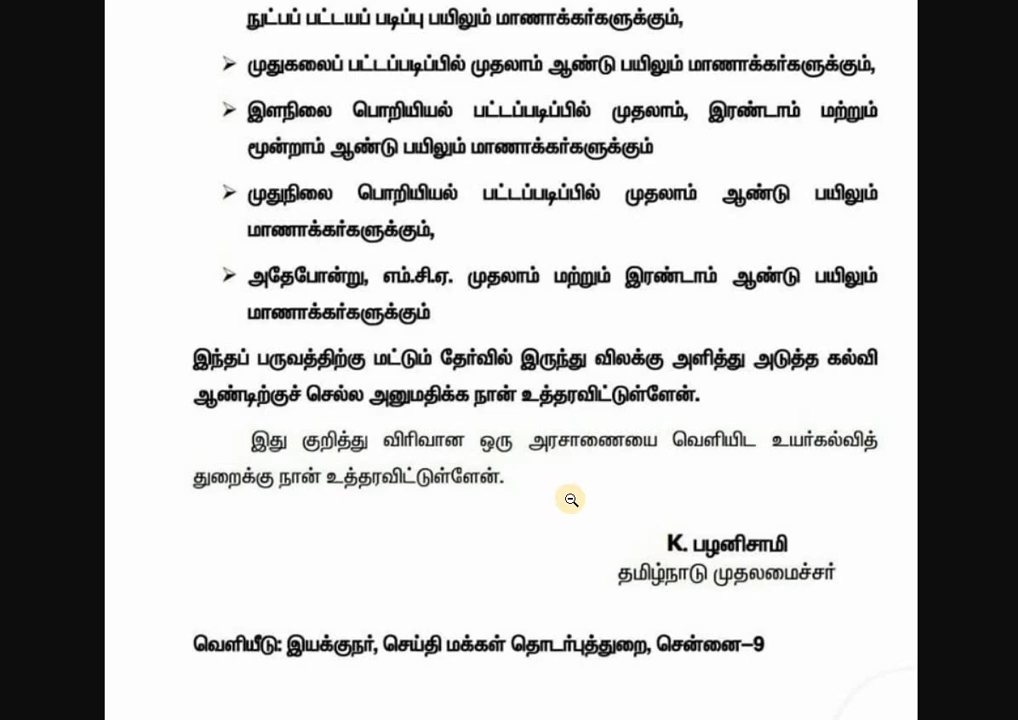 நுட்பப் பட்டயப் படிப்பு பயிலும் மாணாக்கர்களுக்கும்,
➢ முதுகலைப் பட்டப்படிப்பில் முதலாம் ஆண்டு பயிலும் மாணாக்கர்களுக்கும்,
➢ இளநிலை பொறியியல் பட்டப்படிப்பில் முதலாம், இரண்டாம் மற்றும்
மூன்றாம் ஆண்டு பயிலும் மாணாக்கர்களுக்கும்
➢ முதுநிலை பொறியியல் பட்டப்படிப்பில் முதலாம் ஆண்டு பயிலும்
மாணாக்கர்களுக்கும்,
➢ அதேபோன்று, எம்.சி.ஏ. முதலாம் மற்றும் இரண்டாம் ஆண்டு பயிலும்
மாணாக்கர்களுக்கும்
இந்தப் பருவத்திற்கு மட்டும் தேர்வில் இருந்து விலக்கு அளித்து அடுத்த கல்வி
ஆண்டிற்குச் செல்ல அனுமதிக்க நான் உத்தரவிட்டுள்ளேன்.
இது குறித்து விரிவான ஒரு அரசாணையை வெளியிட உயர்கல்வித்
துறைக்கு நான் உத்தரவிட்டுள்ளேன்.
K. பழனிசாமி
தமிழ்நாடு முதலமைச்சர்
வெளியீடு: இயக்குநர், செய்தி மக்கள் தொடர்புத்துறை, சென்னை–9